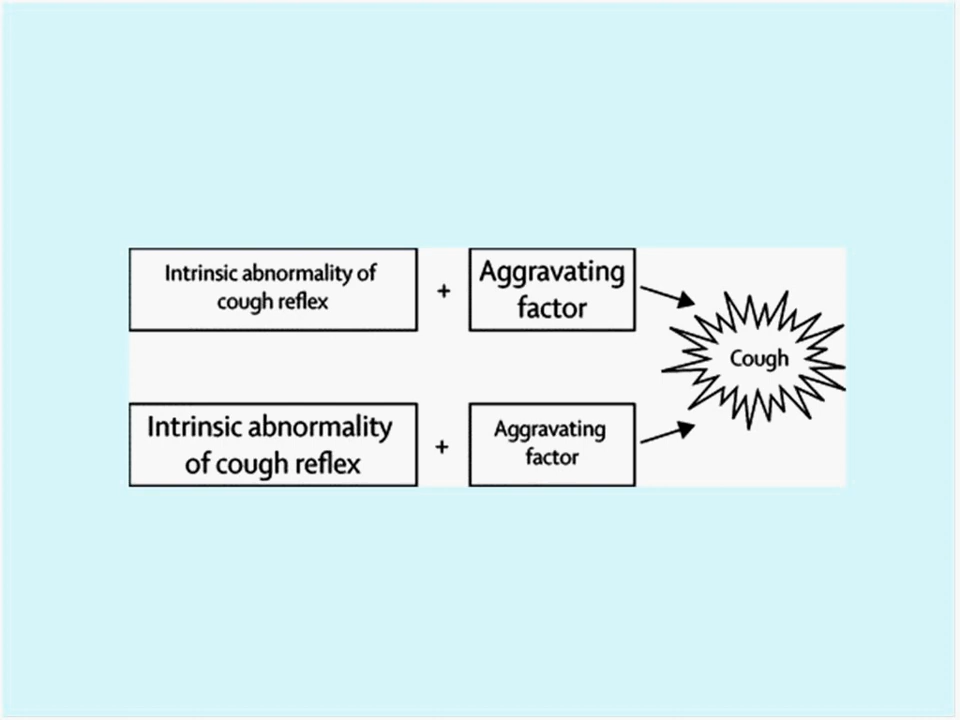 Intrinsic abnormality of
cough reflex
+
Aggravating
factor
Cough
Intrinsic abnormality
of cough reflex
+
Aggravating
factor